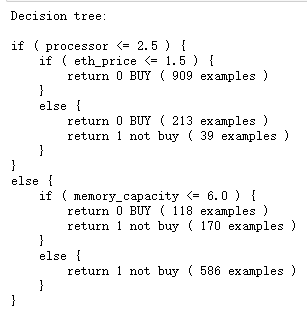 Decision tree:
if ( processor <= 2.5 ) {
    if ( eth_price <= 1.5 ) {
        return 0 BUY ( 909 examples )
    }
    else {
        return 0 BUY ( 213 examples )
        return 1 not buy ( 39 examples )
    }
}
else {
    if ( memory_capacity <= 6.0 ) {
        return 0 BUY ( 118 examples )
        return 1 not buy ( 170 examples )
    }
    else {
        return 1 not buy ( 586 examples )
    }
}